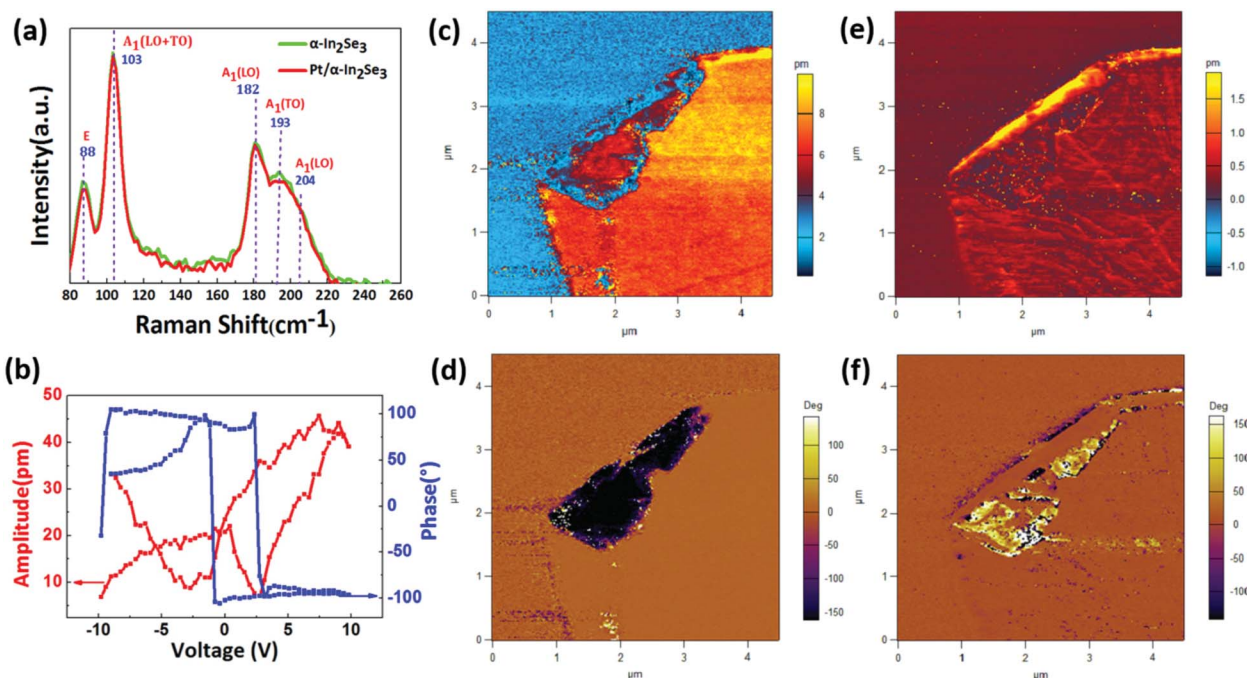 (a)
A₁(LO+TO)
103
α-In₂Se₃
Pt/α-In₂Se₃
A₁(LO)
182
A₁(TO)
193
A₁(LO)
204
E
88
Intensity(a.u.)
80 100 120 140 160 180 200 220 240 260
Raman Shift(cm⁻¹)
(b)
50
40
30
20
10
Amplitude(pm)
100
50
0
-50
-100
Phase(°)
-10 -5 0 5 10
Voltage (V)
(c)
4
3
2
1
0
μm
0 1 2 3 4
μm
pm
8
6
4
2
(d)
4
3
2
1
0
μm
0 1 2 3 4
μm
Deg
100
50
0
-50
-100
-150
(e)
4
3
2
1
0
μm
0 1 2 3 4
μm
pm
1.5
1.0
0.5
0.0
-0.5
-1.0
(f)
4
3
2
1
0
μm
0 1 2 3 4
μm
Deg
150
100
50
0
-50
-100